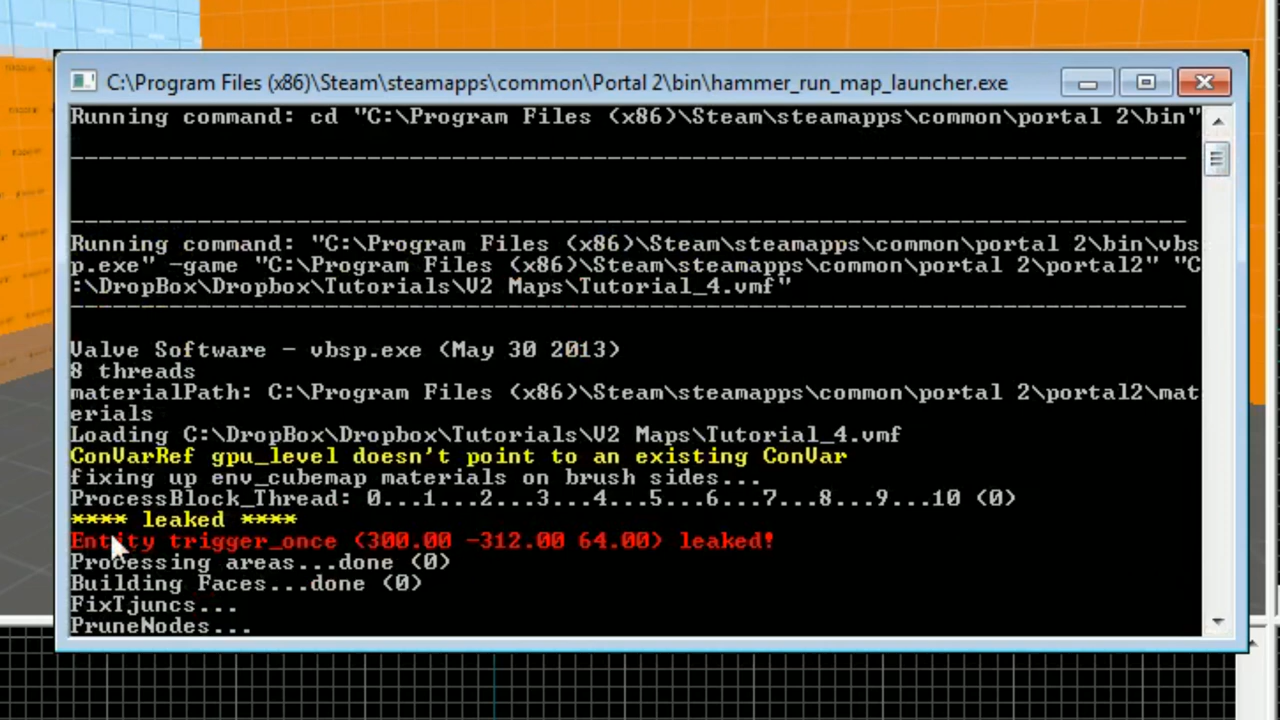 C:\Program Files (x86)\Steam\steamapps\common\Portal 2\bin\hammer_run_map_launcher.exe
Running command: cd "C:\Program Files (x86)\Steam\steamapps\common\portal 2\bin"
Running command: "C:\Program Files (x86)\Steam\steamapps\common\portal 2\bin\vbs
p.exe" -game "C:\Program Files (x86)\Steam\steamapps\common\portal 2\portal2" "C
:\DropBox\Dropbox\Tutorials\V2 Maps\Tutorial_4.vmf"
Valve Software - vbsp.exe (May 30 2013)
8 threads
materialPath: C:\Program Files (x86)\Steam\steamapps\common\portal 2\portal2\mat
erials
Loading C:\DropBox\Dropbox\Tutorials\V2 Maps\Tutorial_4.vmf
ConVarRef gpu_level doesn't point to an existing ConVar
fixing up env_cubemap materials on brush sides...
ProcessBlock_Thread: 0...1...2...3...4...5...6...7...8...9...10 (0)
**** leaked ****
Entity trigger_once (300.00 -312.00 64.00) leaked!
Processing areas...done (0)
Building Faces...done (0)
FixTjuncs...
PruneNodes...